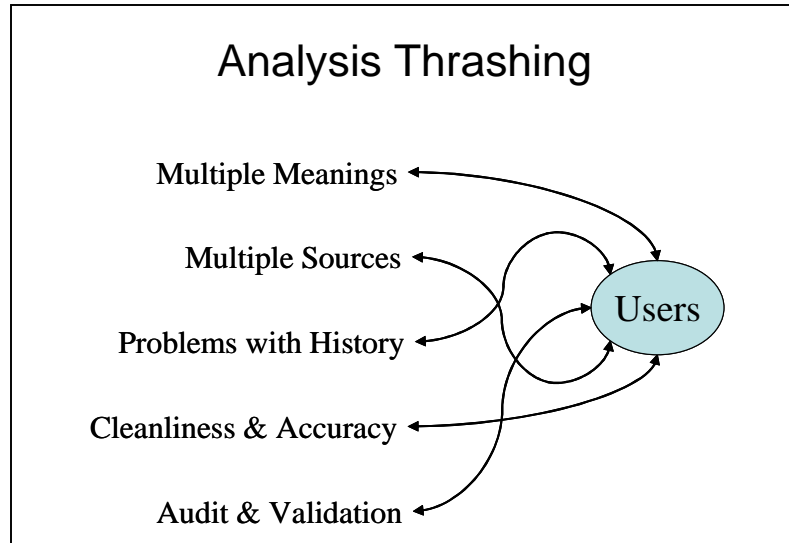 Analysis Thrashing
Multiple Meanings
Multiple Sources
Users
Problems with History
Cleanliness & Accuracy
Audit & Validation